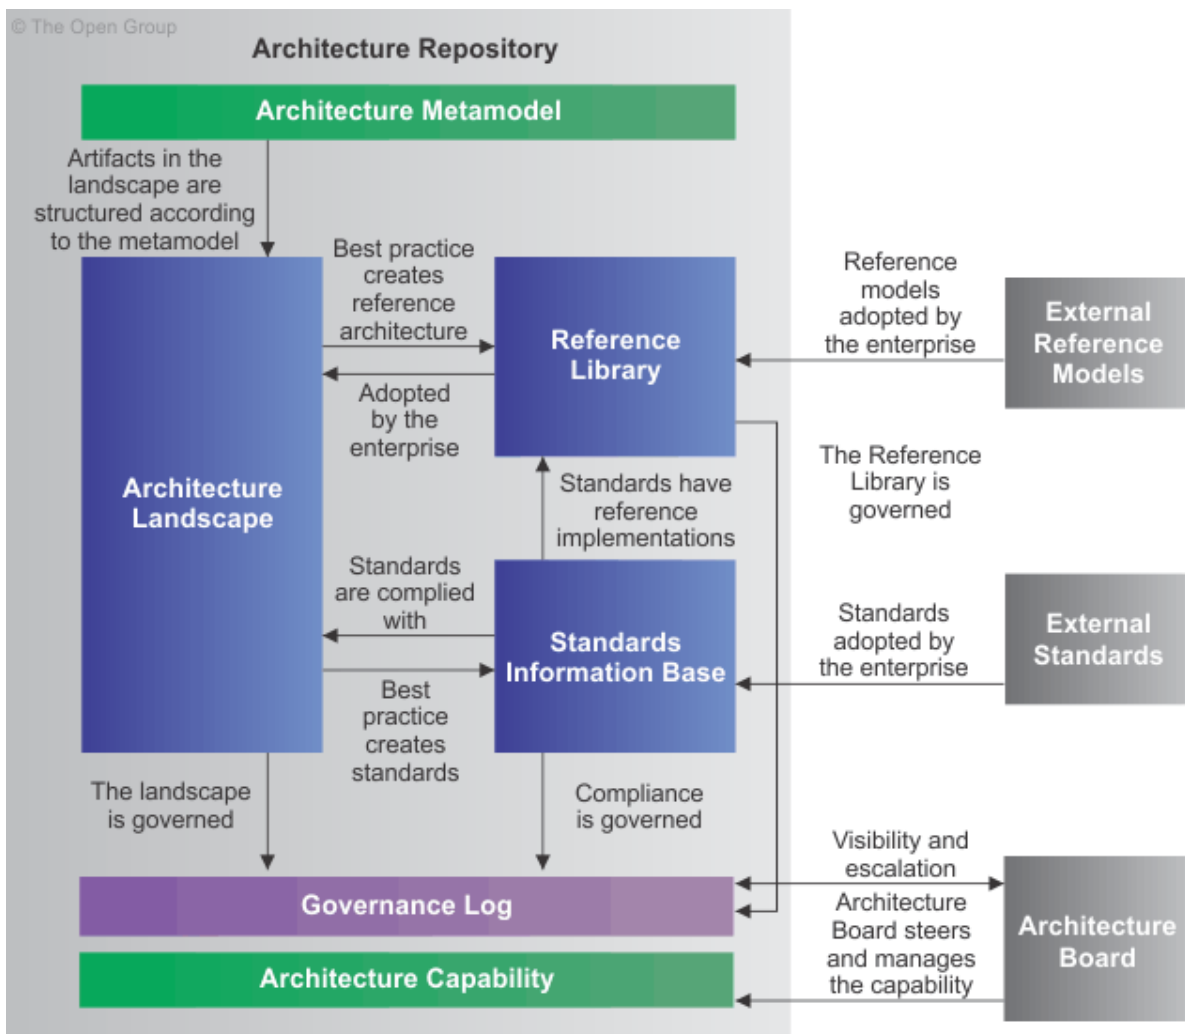 © The Open Group
Architecture Repository
Architecture Metamodel
Artifacts in the
landscape are
structured according
to the metamodel
Best practice
creates
reference
architecture
Reference
Library
Reference
models
adopted by
the enterprise
External
Reference
Models
Adopted
by the
enterprise
Architecture
Landscape
The Reference
Library is
governed
Standards have
reference
implementations
Standards
are complied
with
Standards
Information Base
Standards
adopted by
the enterprise
External
Standards
Best
practice
creates
standards
The landscape
is governed
Compliance
is governed
Visibility and
escalation
Governance Log
Architecture
Board steers
and manages
the capability
Architecture
Board
Architecture Capability